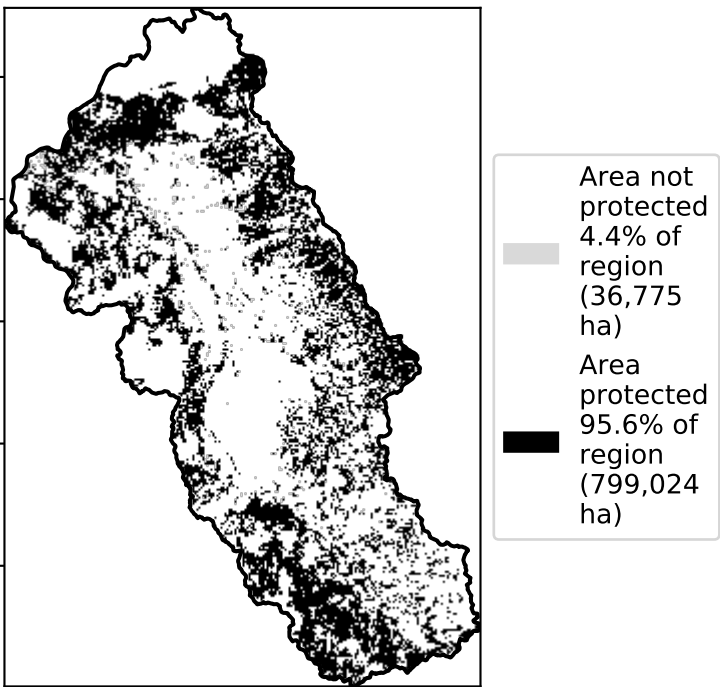 Area not
protected
4.4% of
region
(36,775
ha)
Area
protected
95.6% of
region
(799,024
ha)